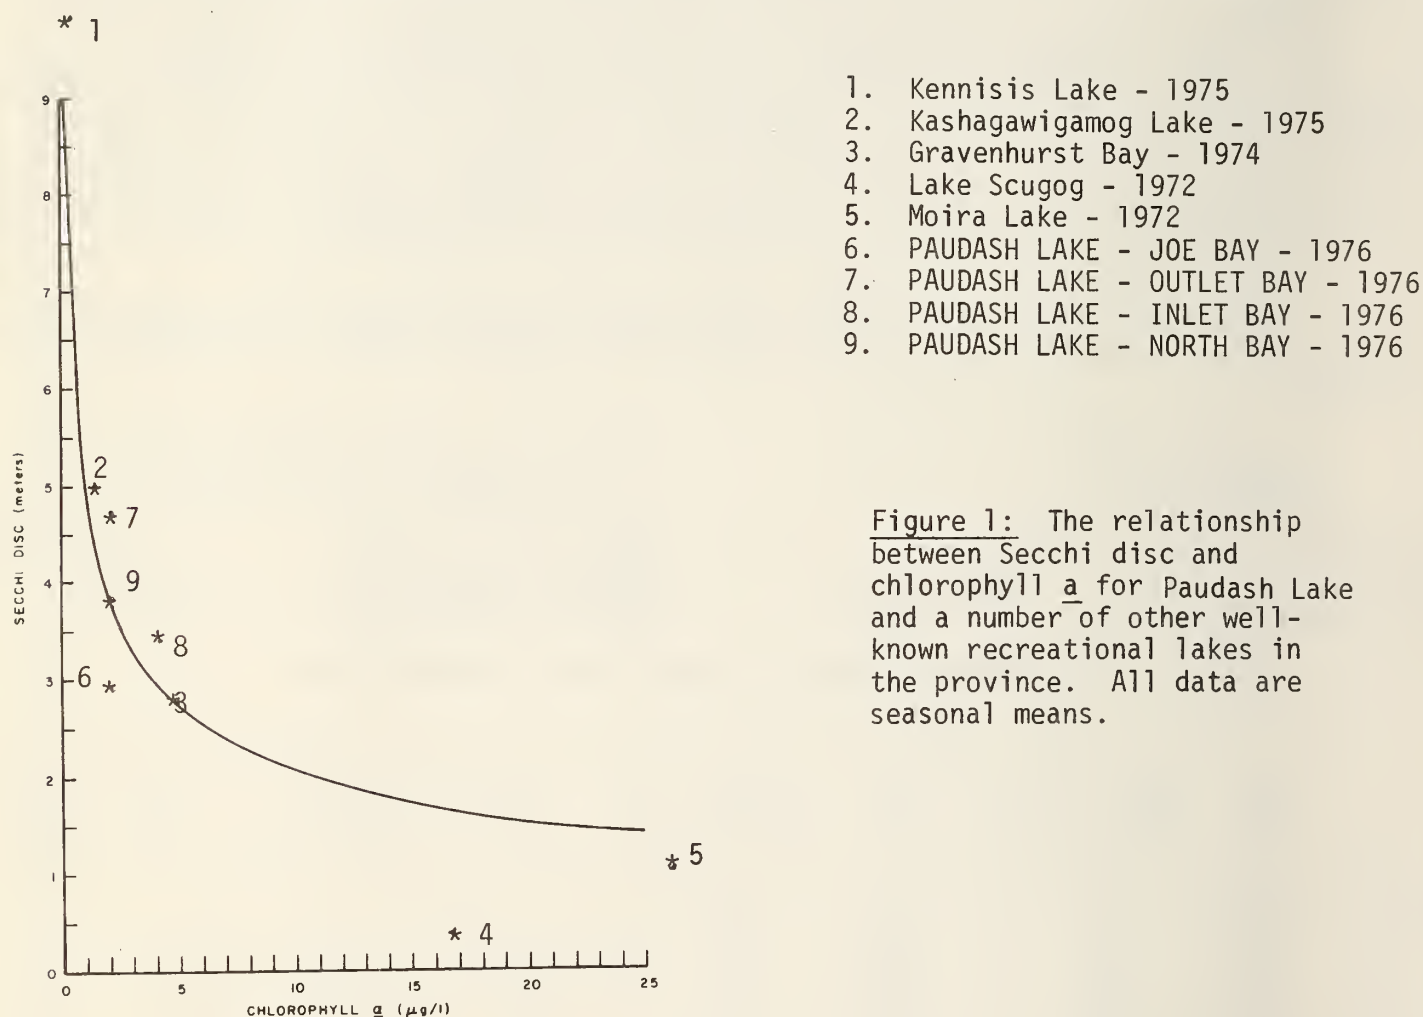 1
9
8
7
6
5
4
3
2
1
0
SECCHI DISC (meters)
2
7
9
8
6
3
5
4
0 5 10 15 20 25
CHLOROPHYLL a (µg/l)
1. Kennisis Lake - 1975
2. Kashagawigamog Lake - 1975
3. Gravenhurst Bay - 1974
4. Lake Scugog - 1972
5. Moira Lake - 1972
6. PAUDASH LAKE - JOE BAY - 1976
7. PAUDASH LAKE - OUTLET BAY - 1976
8. PAUDASH LAKE - INLET BAY - 1976
9. PAUDASH LAKE - NORTH BAY - 1976
Figure 1: The relationship
between Secchi disc and
chlorophyll a for Paudash Lake
and a number of other well-
known recreational lakes in
the province. All data are
seasonal means.